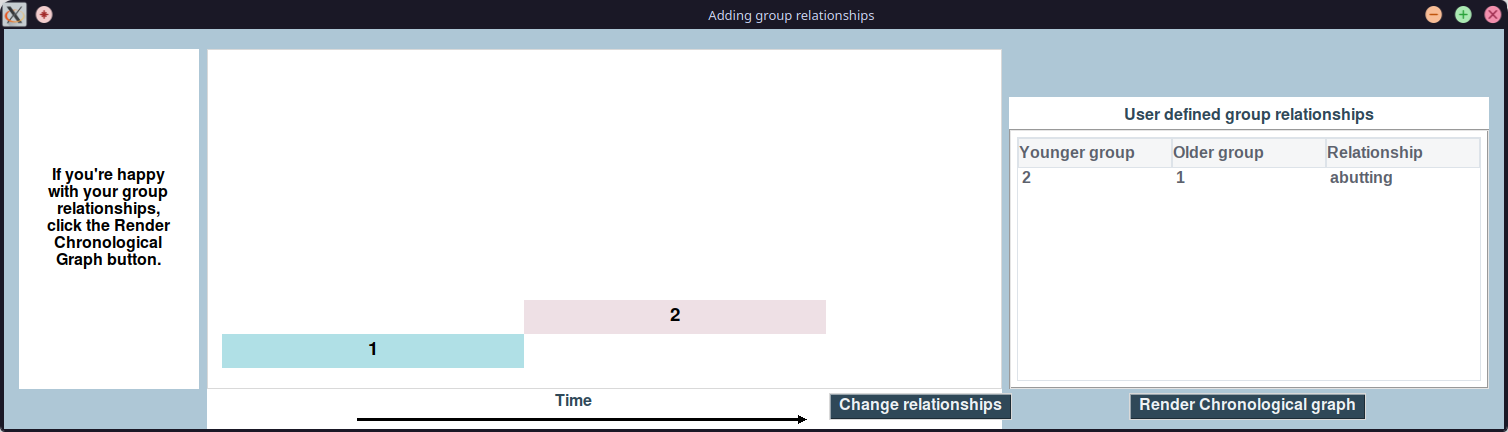 Adding group relationships
If you're happy
with your group
relationships,
click the Render
Chronological
Graph button.
2
1
Time
Change relationships
User defined group relationships
Younger group Older group Relationship
2 1 abutting
Render Chronological graph